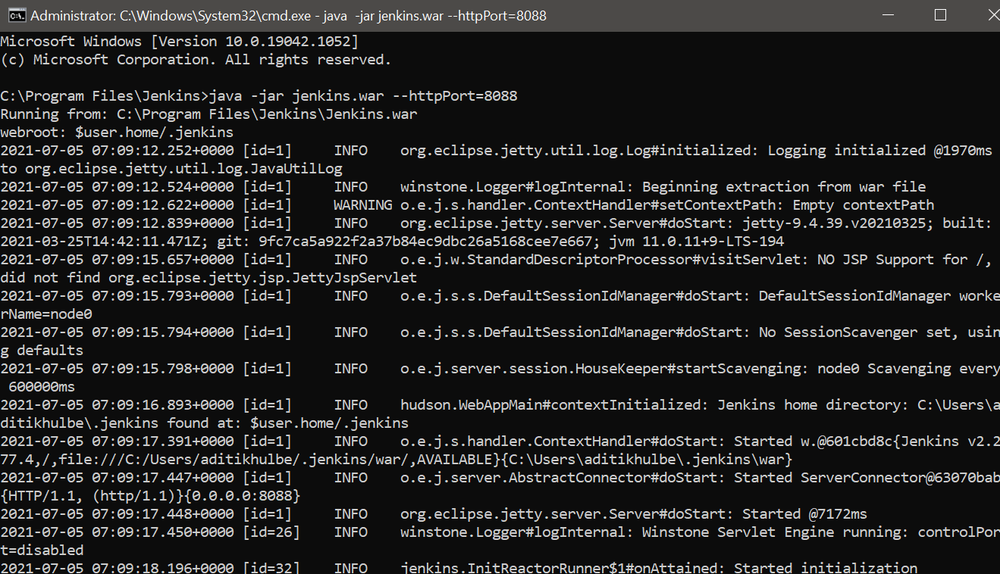 Administrator: C:\Windows\System32\cmd.exe - java  -jar jenkins.war --httpPort=8088
Microsoft Windows [Version 10.0.19042.1052]
(c) Microsoft Corporation. All rights reserved.
C:\Program Files\Jenkins>java -jar jenkins.war --httpPort=8088
Running from: C:\Program Files\Jenkins\Jenkins.war
webroot: $user.home/.jenkins
2021-07-05 07:09:12.252+0000 [id=1]     INFO    org.eclipse.jetty.util.log.Log#initialized: Logging initialized @1970ms
to org.eclipse.jetty.util.log.JavaUtilLog
2021-07-05 07:09:12.524+0000 [id=1]     INFO    winstone.Logger#logInternal: Beginning extraction from war file
2021-07-05 07:09:12.622+0000 [id=1]     WARNING o.e.j.s.handler.ContextHandler#setContextPath: Empty contextPath
2021-07-05 07:09:12.839+0000 [id=1]     INFO    org.eclipse.jetty.server.Server#doStart: jetty-9.4.39.v20210325; built:
2021-03-25T14:42:11.471Z; git: 9fc7ca5a922f2a37b84ec9dbc26a5168cee7e667; jvm 11.0.11+9-LTS-194
2021-07-05 07:09:15.657+0000 [id=1]     INFO    o.e.j.w.StandardDescriptorProcessor#visitServlet: NO JSP Support for /,
did not find org.eclipse.jetty.jsp.JettyJspServlet
2021-07-05 07:09:15.793+0000 [id=1]     INFO    o.e.j.s.s.DefaultSessionIdManager#doStart: DefaultSessionIdManager worke
rName=node0
2021-07-05 07:09:15.794+0000 [id=1]     INFO    o.e.j.s.s.DefaultSessionIdManager#doStart: No SessionScavenger set, usin
g defaults
2021-07-05 07:09:15.798+0000 [id=1]     INFO    o.e.j.server.session.HouseKeeper#startScavenging: node0 Scavenging every
 600000ms
2021-07-05 07:09:16.893+0000 [id=1]     INFO    hudson.WebAppMain#contextInitialized: Jenkins home directory: C:\Users\a
ditikhulbe\.jenkins found at: $user.home/.jenkins
2021-07-05 07:09:17.391+0000 [id=1]     INFO    o.e.j.s.handler.ContextHandler#doStart: Started w.@601cbd8c{Jenkins v2.2
77.4,/,file:///C:/Users/aditikhulbe/.jenkins/war/,AVAILABLE}{C:\Users\aditikhulbe\.jenkins\war}
2021-07-05 07:09:17.447+0000 [id=1]     INFO    o.e.j.server.AbstractConnector#doStart: Started ServerConnector@63070bab
{HTTP/1.1, (http/1.1)}{0.0.0.0:8088}
2021-07-05 07:09:17.448+0000 [id=1]     INFO    org.eclipse.jetty.server.Server#doStart: Started @7172ms
2021-07-05 07:09:17.450+0000 [id=26]    INFO    winstone.Logger#logInternal: Winstone Servlet Engine running: controlPor
t=disabled
2021-07-05 07:09:18.196+0000 [id=32]    INFO    jenkins.InitReactorRunner$1#onAttained: Started initialization